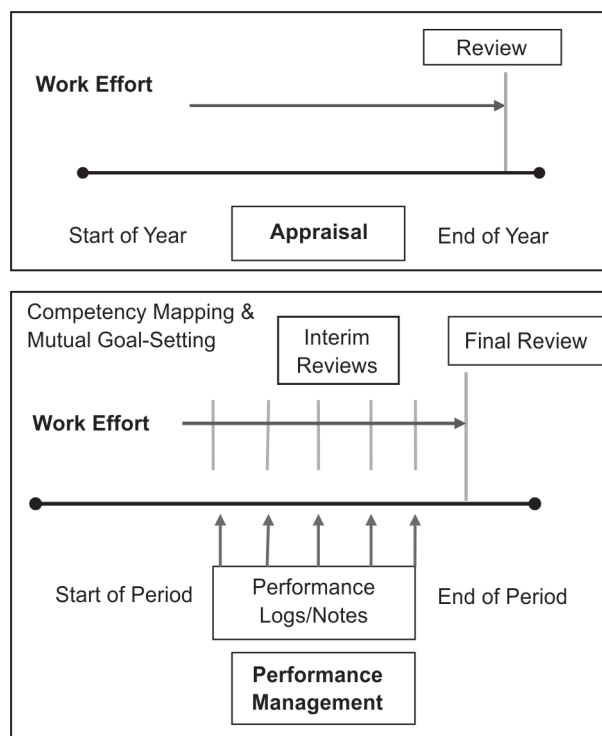 Review
Work Effort
Start of Year
Appraisal
End of Year
Competency Mapping &
Mutual Goal-Setting
Interim
Reviews
Final Review
Work Effort
Start of Period
Performance
Logs/Notes
End of Period
Performance
Management